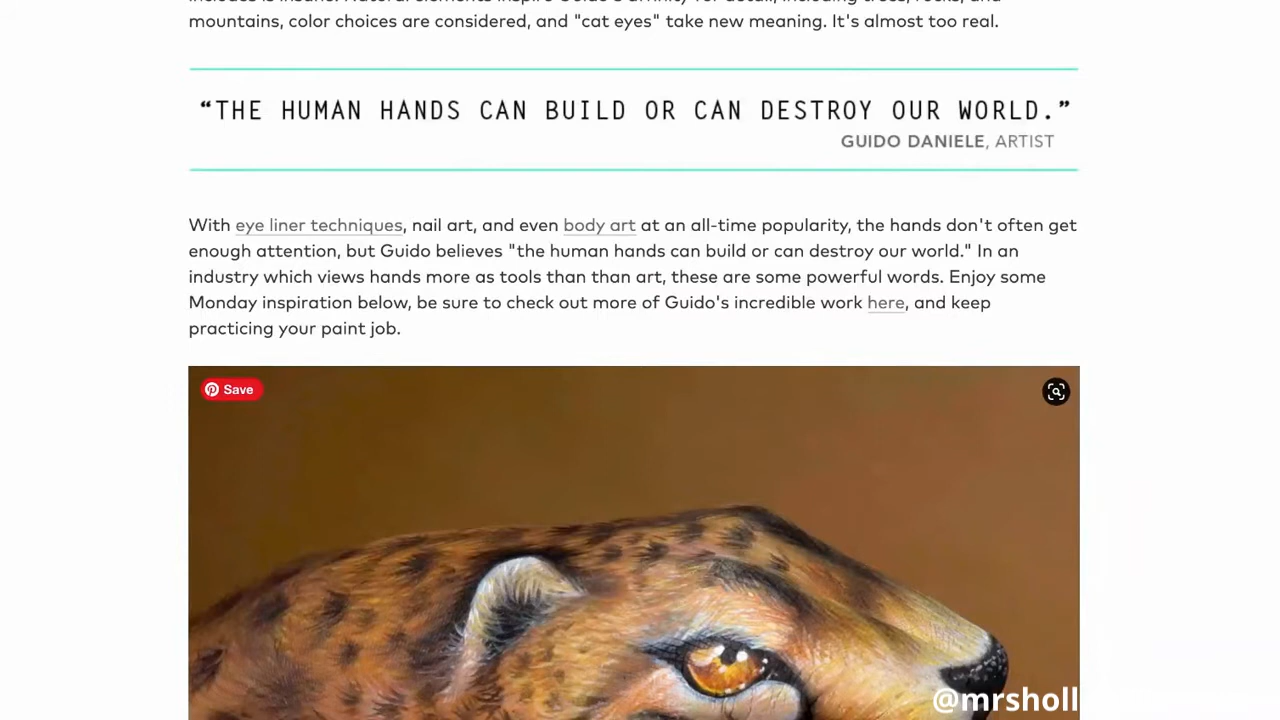 mountains, color choices are considered, and "cat eyes" take new meaning. It's almost too real.
“THE HUMAN HANDS CAN BUILD OR CAN DESTROY OUR WORLD.”
GUIDO DANIELE, ARTIST
With eye liner techniques, nail art, and even body art at an all-time popularity, the hands don't often get
enough attention, but Guido believes "the human hands can build or can destroy our world." In an
industry which views hands more as tools than than art, these are some powerful words. Enjoy some
Monday inspiration below, be sure to check out more of Guido's incredible work here, and keep
practicing your paint job.
Save
@mrsholl